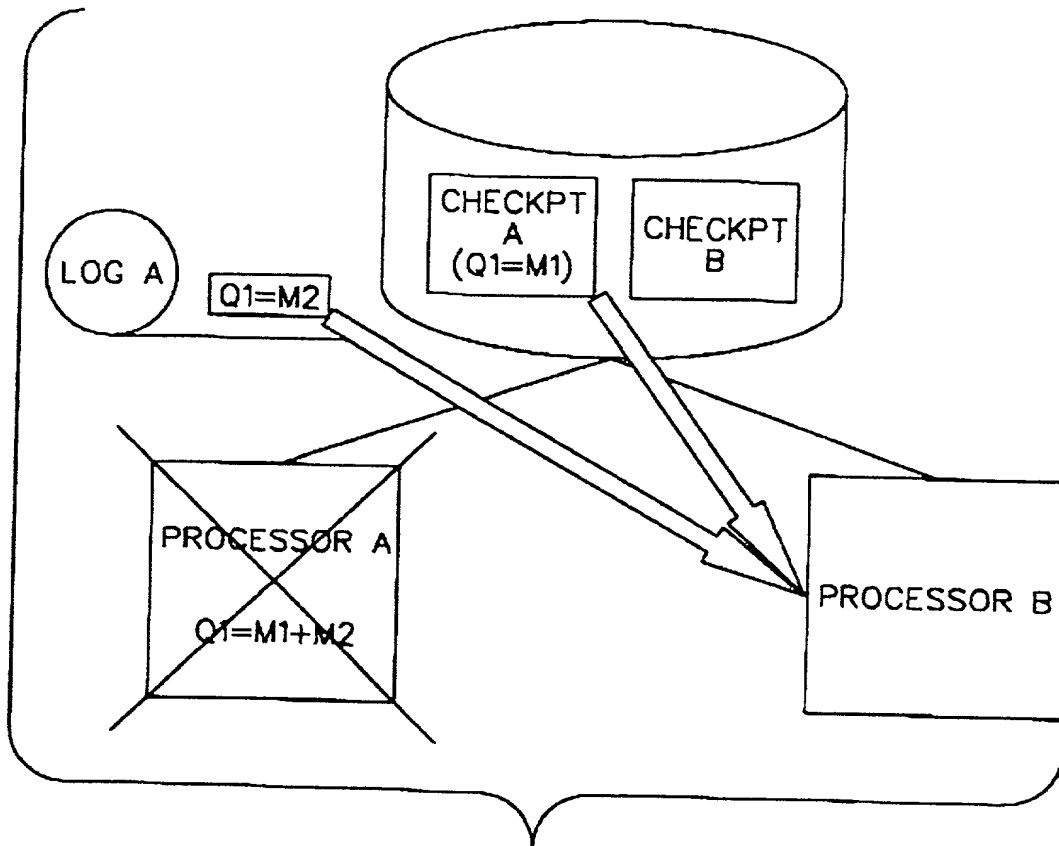 CHECKPT
A
(Q1=M1)
CHECKPT
B
LOG A
Q1=M2
PROCESSOR A
Q1=M1+M2
PROCESSOR B